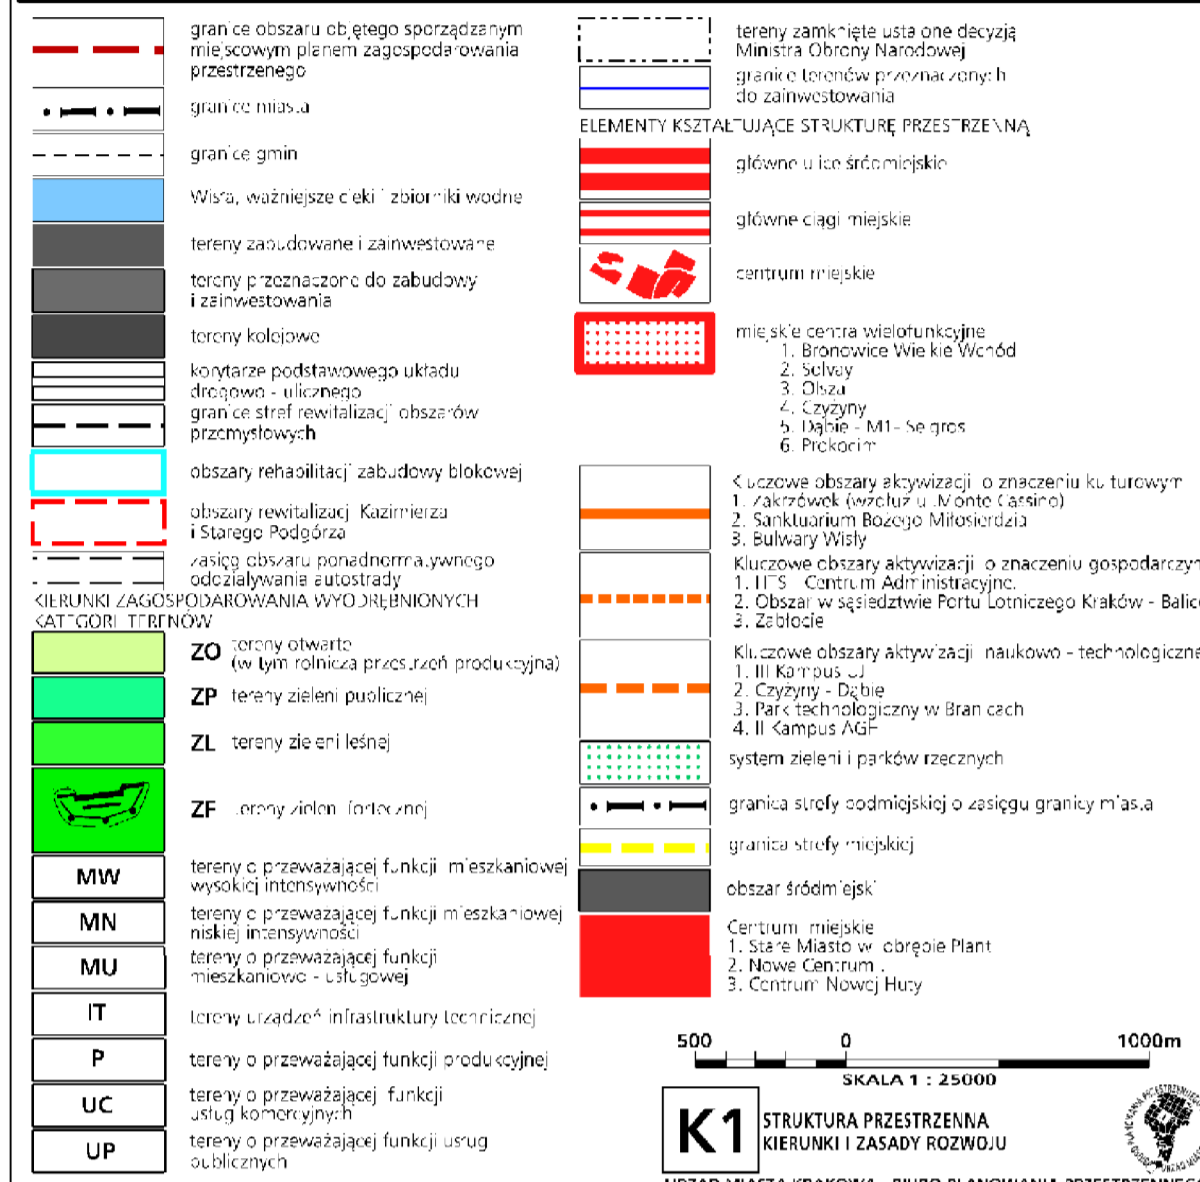 granice obszaru objętego sporządzanym
miejscowym planem zagospodarowania
przestrzenego
granice miasta
granice gmin
Wisła, ważniejsze cieki i zbiorniki wodne
tereny zabudowane i zainwestowane
tereny przeznaczone do zabudowy
i zainwestowania
tereny kolejowe
korytarze podstawowego układu
drogowo - ulicznego
granice stref rewitalizacji obszarów
przemysłowych
obszary rehabilitacji zabudowy blokowej
obszary rewitalizacji Kazimierza
i Starego Podgórza
zasięg obszaru ponadnormatywnego
oddziaływania autostrady
KIERUNKI ZAGOSPODAROWANIA WYODRĘBNIONYCH
KATEGORII TERENÓW
ZO tereny otwarte
(w tym rolnicza przestrzeń produkcyjna)
ZP tereny zieleni publicznej
ZL tereny zieleni leśnej
ZF tereny zieleni fortecznej
MW tereny o przeważającej funkcji mieszkaniowej
wysokiej intensywności
MN tereny o przeważającej funkcji mieszkaniowej
niskiej intensywności
MU tereny o przeważającej funkcji
mieszkaniowo - usługowej
IT tereny urządzeń infrastruktury technicznej
P tereny o przeważającej funkcji produkcyjnej
UC tereny o przeważającej funkcji
usług komercyjnych
UP tereny o przeważającej funkcji usług
publicznych
tereny zamknięte ustalone decyzją
Ministra Obrony Narodowej
granice terenów przeznaczonych
do zainwestowania
ELEMENTY KSZTAŁTUJĄCE STRUKTURĘ PRZESTRZENNĄ
główne ulice śródmiejskie
główne ciągi miejskie
centrum miejskie
miejskie centra wielofunkcyjne
1. Bronowice Wielkie Wchód
2. Solvay
3. Olsza
4. Czyżyny
5. Dąbie - M1- Selgros
6. Prokocim
Kluczowe obszary aktywizacji o znaczeniu kulturowym
1. Zakrzówek (wzdłuż ul.Monte Cassino)
2. Sanktuarium Bożego Miłosierdzia
3. Bulwary Wisły
Kluczowe obszary aktywizacji o znaczeniu gospodarczym
1. HTS - Centrum Administracyjne.
2. Obszar w sąsiedztwie Portu Lotniczego Kraków - Balice
3. Zabłocie
Kluczowe obszary aktywizacji naukowo - technologicznej
1. III Kampus UJ
2. Czyżyny - Dąbie
3. Park technologiczny w Branicach
4. II Kampus AGH
system zieleni i parków rzecznych
granica strefy podmiejskiej o zasięgu granicy miasta
granica strefy miejskiej
obszar śródmiejski
Centrum miejskie
1. Stare Miasto w obrębie Plant
2. Nowe Centrum .
3. Centrum Nowej Huty
500 0 1000m
SKALA 1 : 25000
K1 STRUKTURA PRZESTRZENNA
KIERUNKI I ZASADY ROZWOJU
URZĄD MIASTA KRAKOWA - BIURO PLANOWANIA PRZESTRZENNEGO